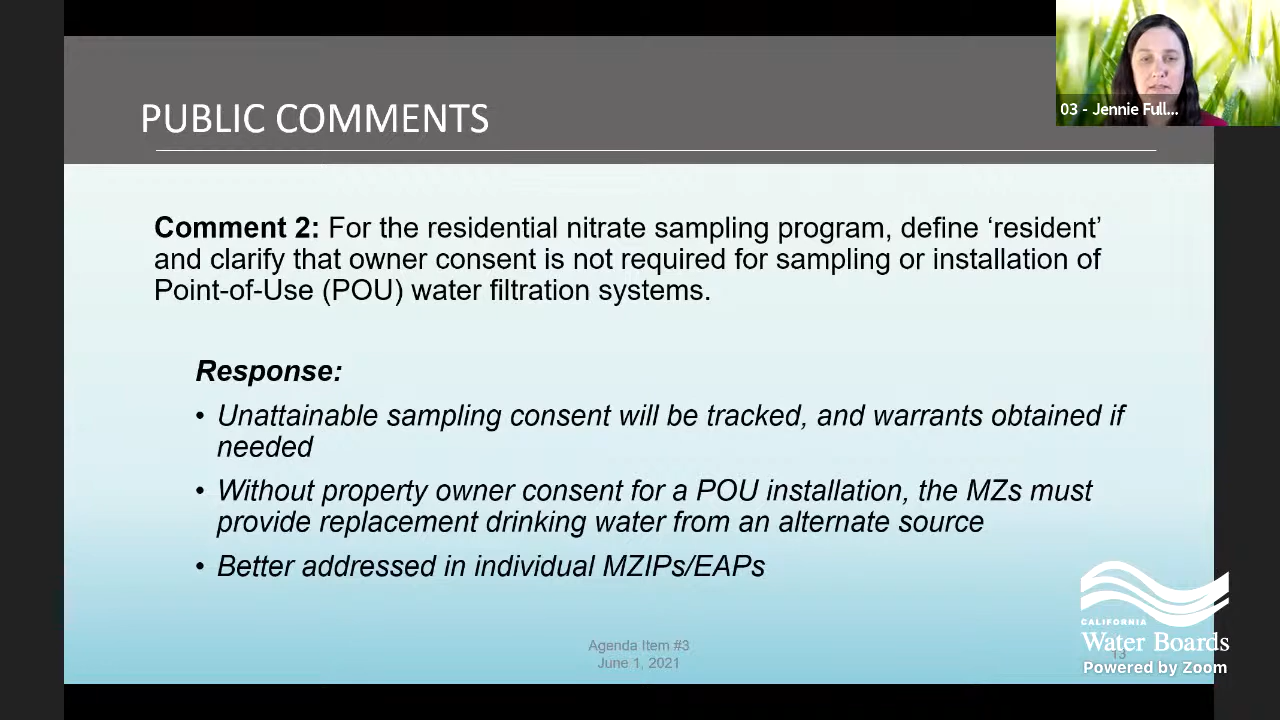 PUBLIC COMMENTS
03 - Jennie Full...
Comment 2: For the residential nitrate sampling program, define ‘resident’
and clarify that owner consent is not required for sampling or installation of
Point-of-Use (POU) water filtration systems.
Response:
• Unattainable sampling consent will be tracked, and warrants obtained if
needed
• Without property owner consent for a POU installation, the MZs must
provide replacement drinking water from an alternate source
• Better addressed in individual MZIPs/EAPs
Agenda Item #3
June 1, 2021
13
CALIFORNIA
Water Boards
Powered by Zoom